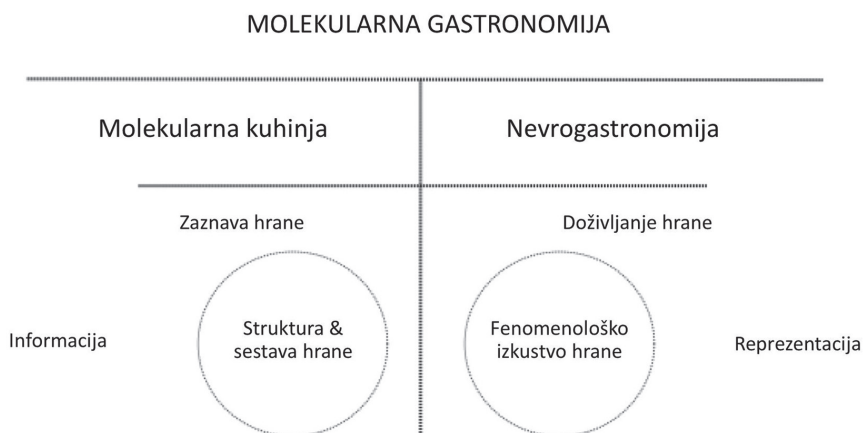 MOLEKULARNA GASTRONOMIJA
Molekularna kuhinja
Nevrogastronomija
Zaznava hrane
Doživljanje hrane
Informacija
Struktura &
sestava hrane
Fenomenološko
izkustvo hrane
Reprezentacija